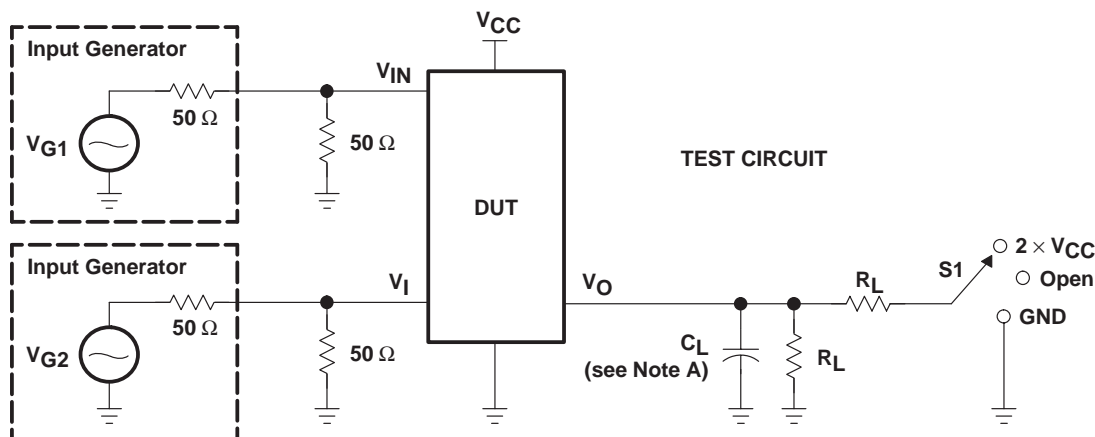 Input Generator
VG1
50 Ω
50 Ω
VIN
VCC
DUT
TEST CIRCUIT
Input Generator
VG2
50 Ω
50 Ω
VI
VO
CL
(see Note A)
RL
RL
S1
2 × VCC
Open
GND